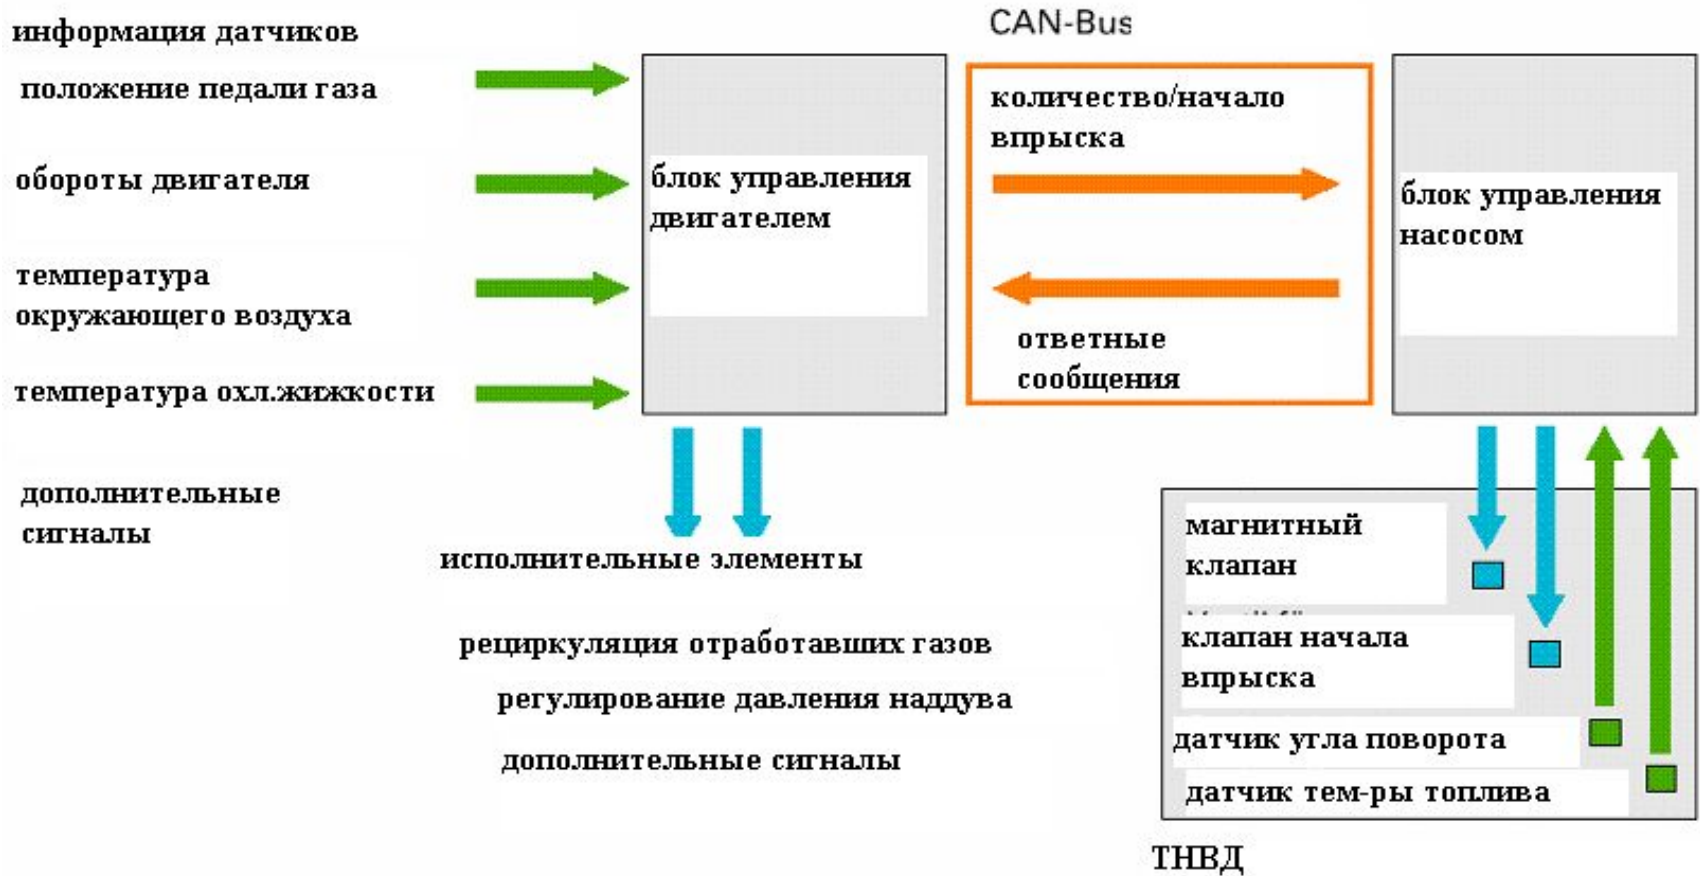 информация датчиков
положение педали газа
обороты двигателя
температура
окружающего воздуха
температура охл.жижкости
дополнительные
сигналы
блок управления
двигателем
CAN-Bus
количество/начало
впрыска
ответные
сообщения
блок управления
насосом
исполнительные элементы
рециркуляция отработавших газов
регулирование давления наддува
дополнительные сигналы
магнитный
клапан
клапан начала
впрыска
датчик угла поворота
датчик тем-ры топлива
ТНВД